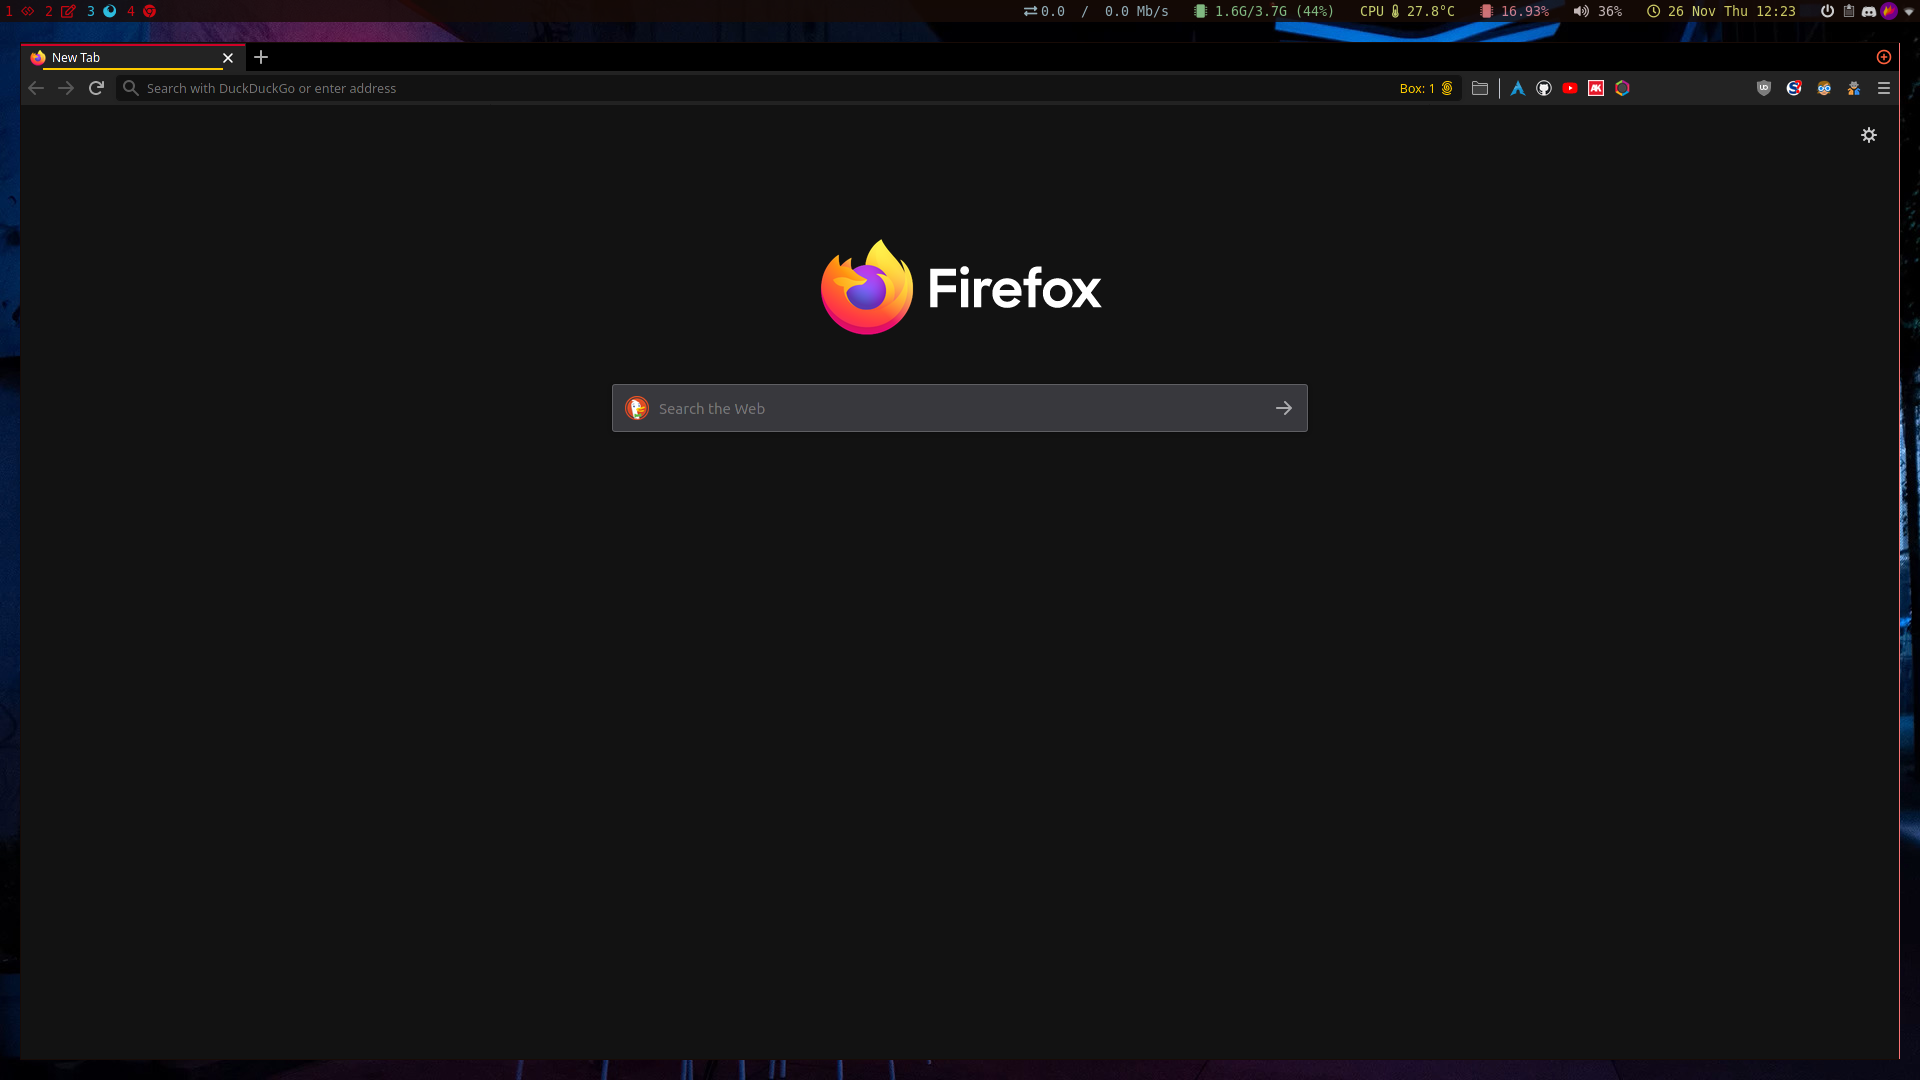 1 2 3 4 0.0 / 0.0 Mb/s 1.6G/3.7G (44%) CPU 27.8°C 16.93% 36% 26 Nov Thu 12:23
New Tab
Search with DuckDuckGo or enter address Box: 1
Firefox
Search the Web